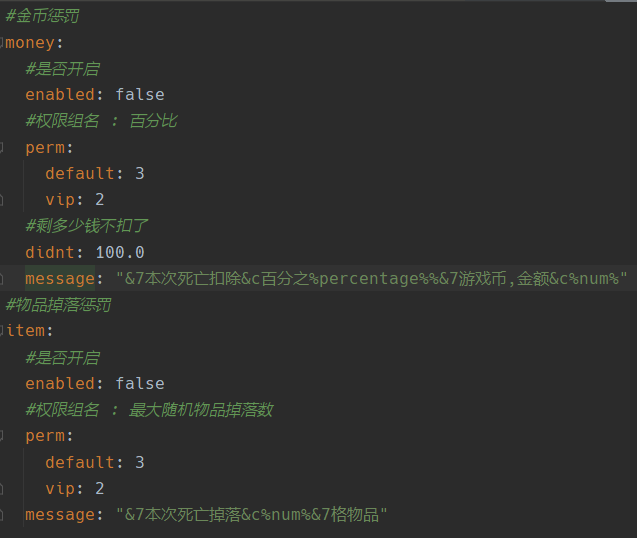 #金币惩罚
money:
  #是否开启
  enabled: false
  #权限组名 : 百分比
  perm:
    default: 3
    vip: 2
  #剩多少钱不扣了
  didnt: 100.0
  message: "&7本次死亡扣除&c百分之%percentage%%&7游戏币,金额&c%num%"
#物品掉落惩罚
item:
  #是否开启
  enabled: false
  #权限组名 : 最大随机物品掉落数
  perm:
    default: 3
    vip: 2
  message: "&7本次死亡掉落&c%num%&7格物品"